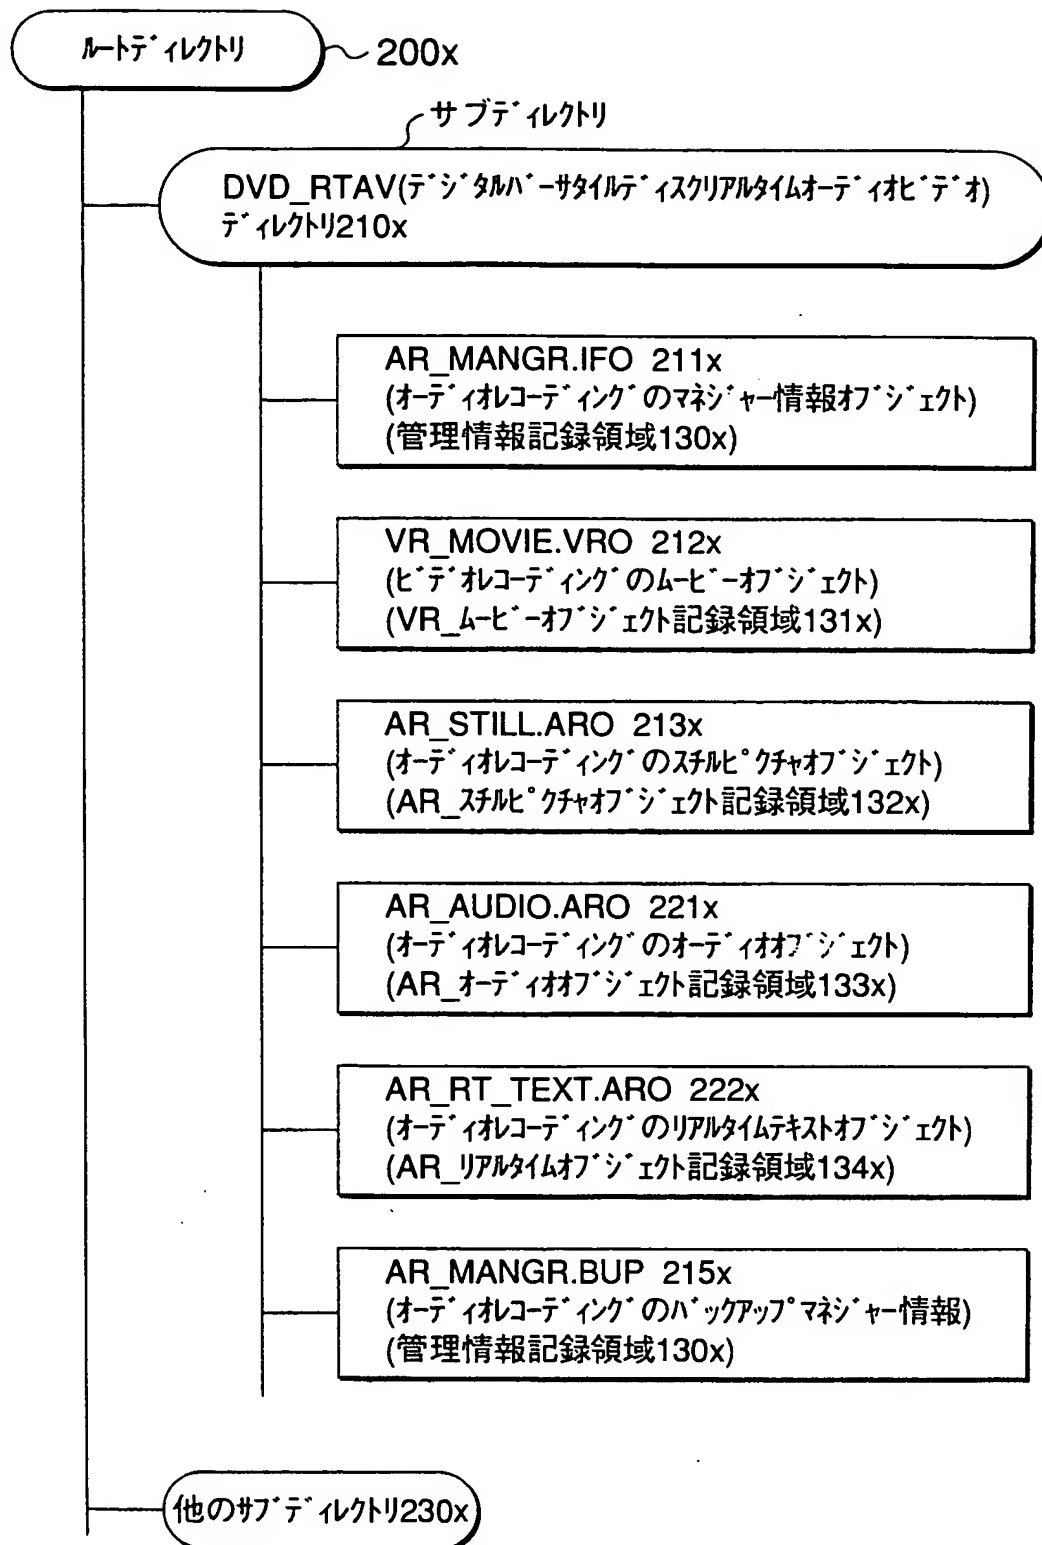 ルートディレクトリ
200x
サブディレクトリ
DVD_RTAV(デジタルバーサタイルディスクリアルタイムオーディオビデオ)
ディレクトリ210x
AR_MANGR.IFO 211x
(オーディオレコーディングのマネジャー情報オブジェクト)
(管理情報記録領域130x)
VR_MOVIE.VRO 212x
(ビデオレコーディングのムービーオブジェクト)
(VR_ムービーオブジェクト記録領域131x)
AR_STILL.ARO 213x
(オーディオレコーディングのスチルピクチャオブジェクト)
(AR_スチルピクチャオブジェクト記録領域132x)
AR_AUDIO.ARO 221x
(オーディオレコーディングのオーディオオブジェクト)
(AR_オーディオオブジェクト記録領域133x)
AR_RT_TEXT.ARO 222x
(オーディオレコーディングのリアルタイムテキストオブジェクト)
(AR_リアルタイムオブジェクト記録領域134x)
AR_MANGR.BUP 215x
(オーディオレコーディングのバックアップマネジャー情報)
(管理情報記録領域130x)
他のサブディレクトリ230x